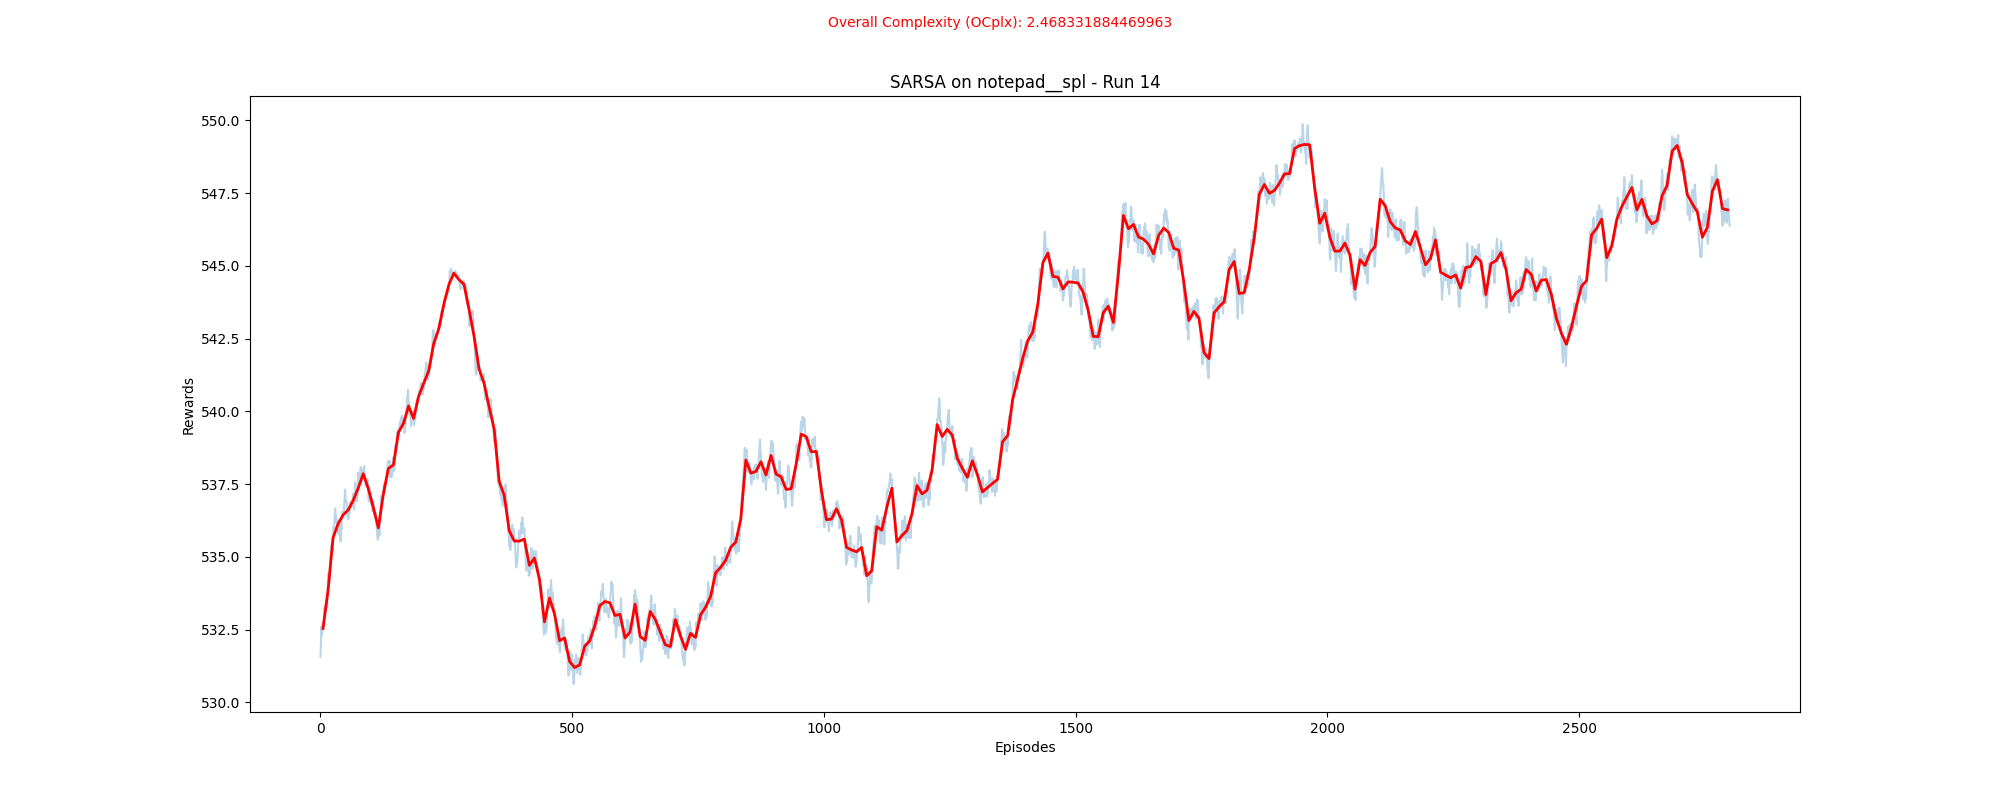 Overall Complexity (OCplx): 2.468331884469963
SARSA on notepad__spl - Run 14
Rewards
550.0
547.5
545.0
542.5
540.0
537.5
535.0
532.5
530.0
0 500 1000 1500 2000 2500
Episodes